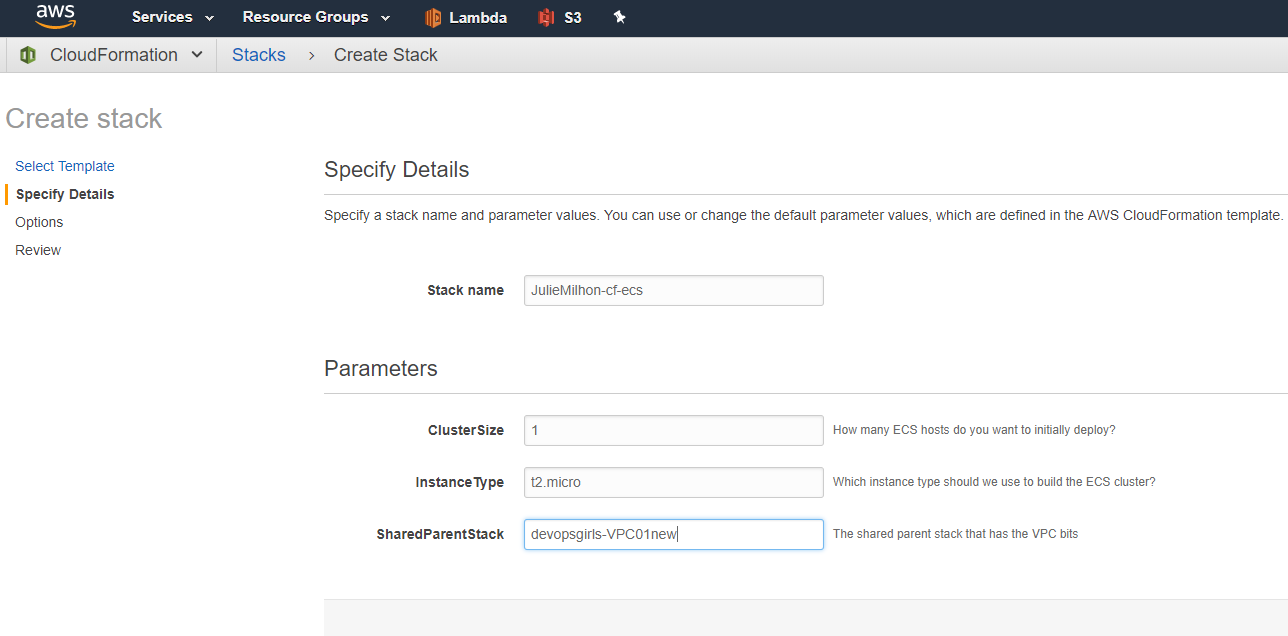 aws Services Resource Groups Lambda S3
CloudFormation Stacks > Create Stack
Create stack
Select Template
Specify Details
Options
Review
Specify Details
Specify a stack name and parameter values. You can use or change the default parameter values, which are defined in the AWS CloudFormation template.
Stack name JulieMilhon-cf-ecs
Parameters
ClusterSize 1 How many ECS hosts do you want to initially deploy?
InstanceType t2.micro Which instance type should we use to build the ECS cluster?
SharedParentStack devopsgirls-VPC01new The shared parent stack that has the VPC bits